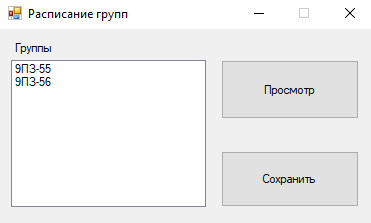 Расписание групп
Группы
9ПЗ-55
9ПЗ-56
Просмотр
Сохранить